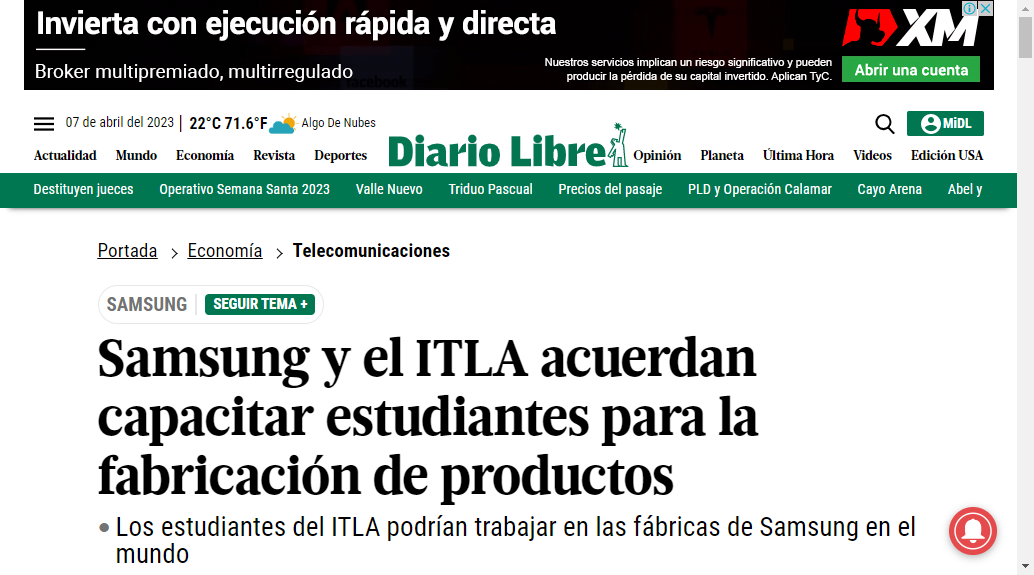 Invierta con ejecución rápida y directa
Broker multipremiado, multirregulado
Nuestros servicios implican un riesgo significativo y pueden
producir la pérdida de su capital invertido. Aplican TyC.
XM
Abrir una cuenta
07 de abril del 2023 | 22°C 71.6°F Algo De Nubes
MiDL
Actualidad Mundo Economía Revista Deportes Diario Libre Opinión Planeta Última Hora Videos Edición USA
Destituyen jueces Operativo Semana Santa 2023 Valle Nuevo Triduo Pascual Precios del pasaje PLD y Operación Calamar Cayo Arena Abel y
Portada > Economía > Telecomunicaciones
SAMSUNG SEGUIR TEMA +
Samsung y el ITLA acuerdan
capacitar estudiantes para la
fabricación de productos
• Los estudiantes del ITLA podrían trabajar en las fábricas de Samsung en el
mundo